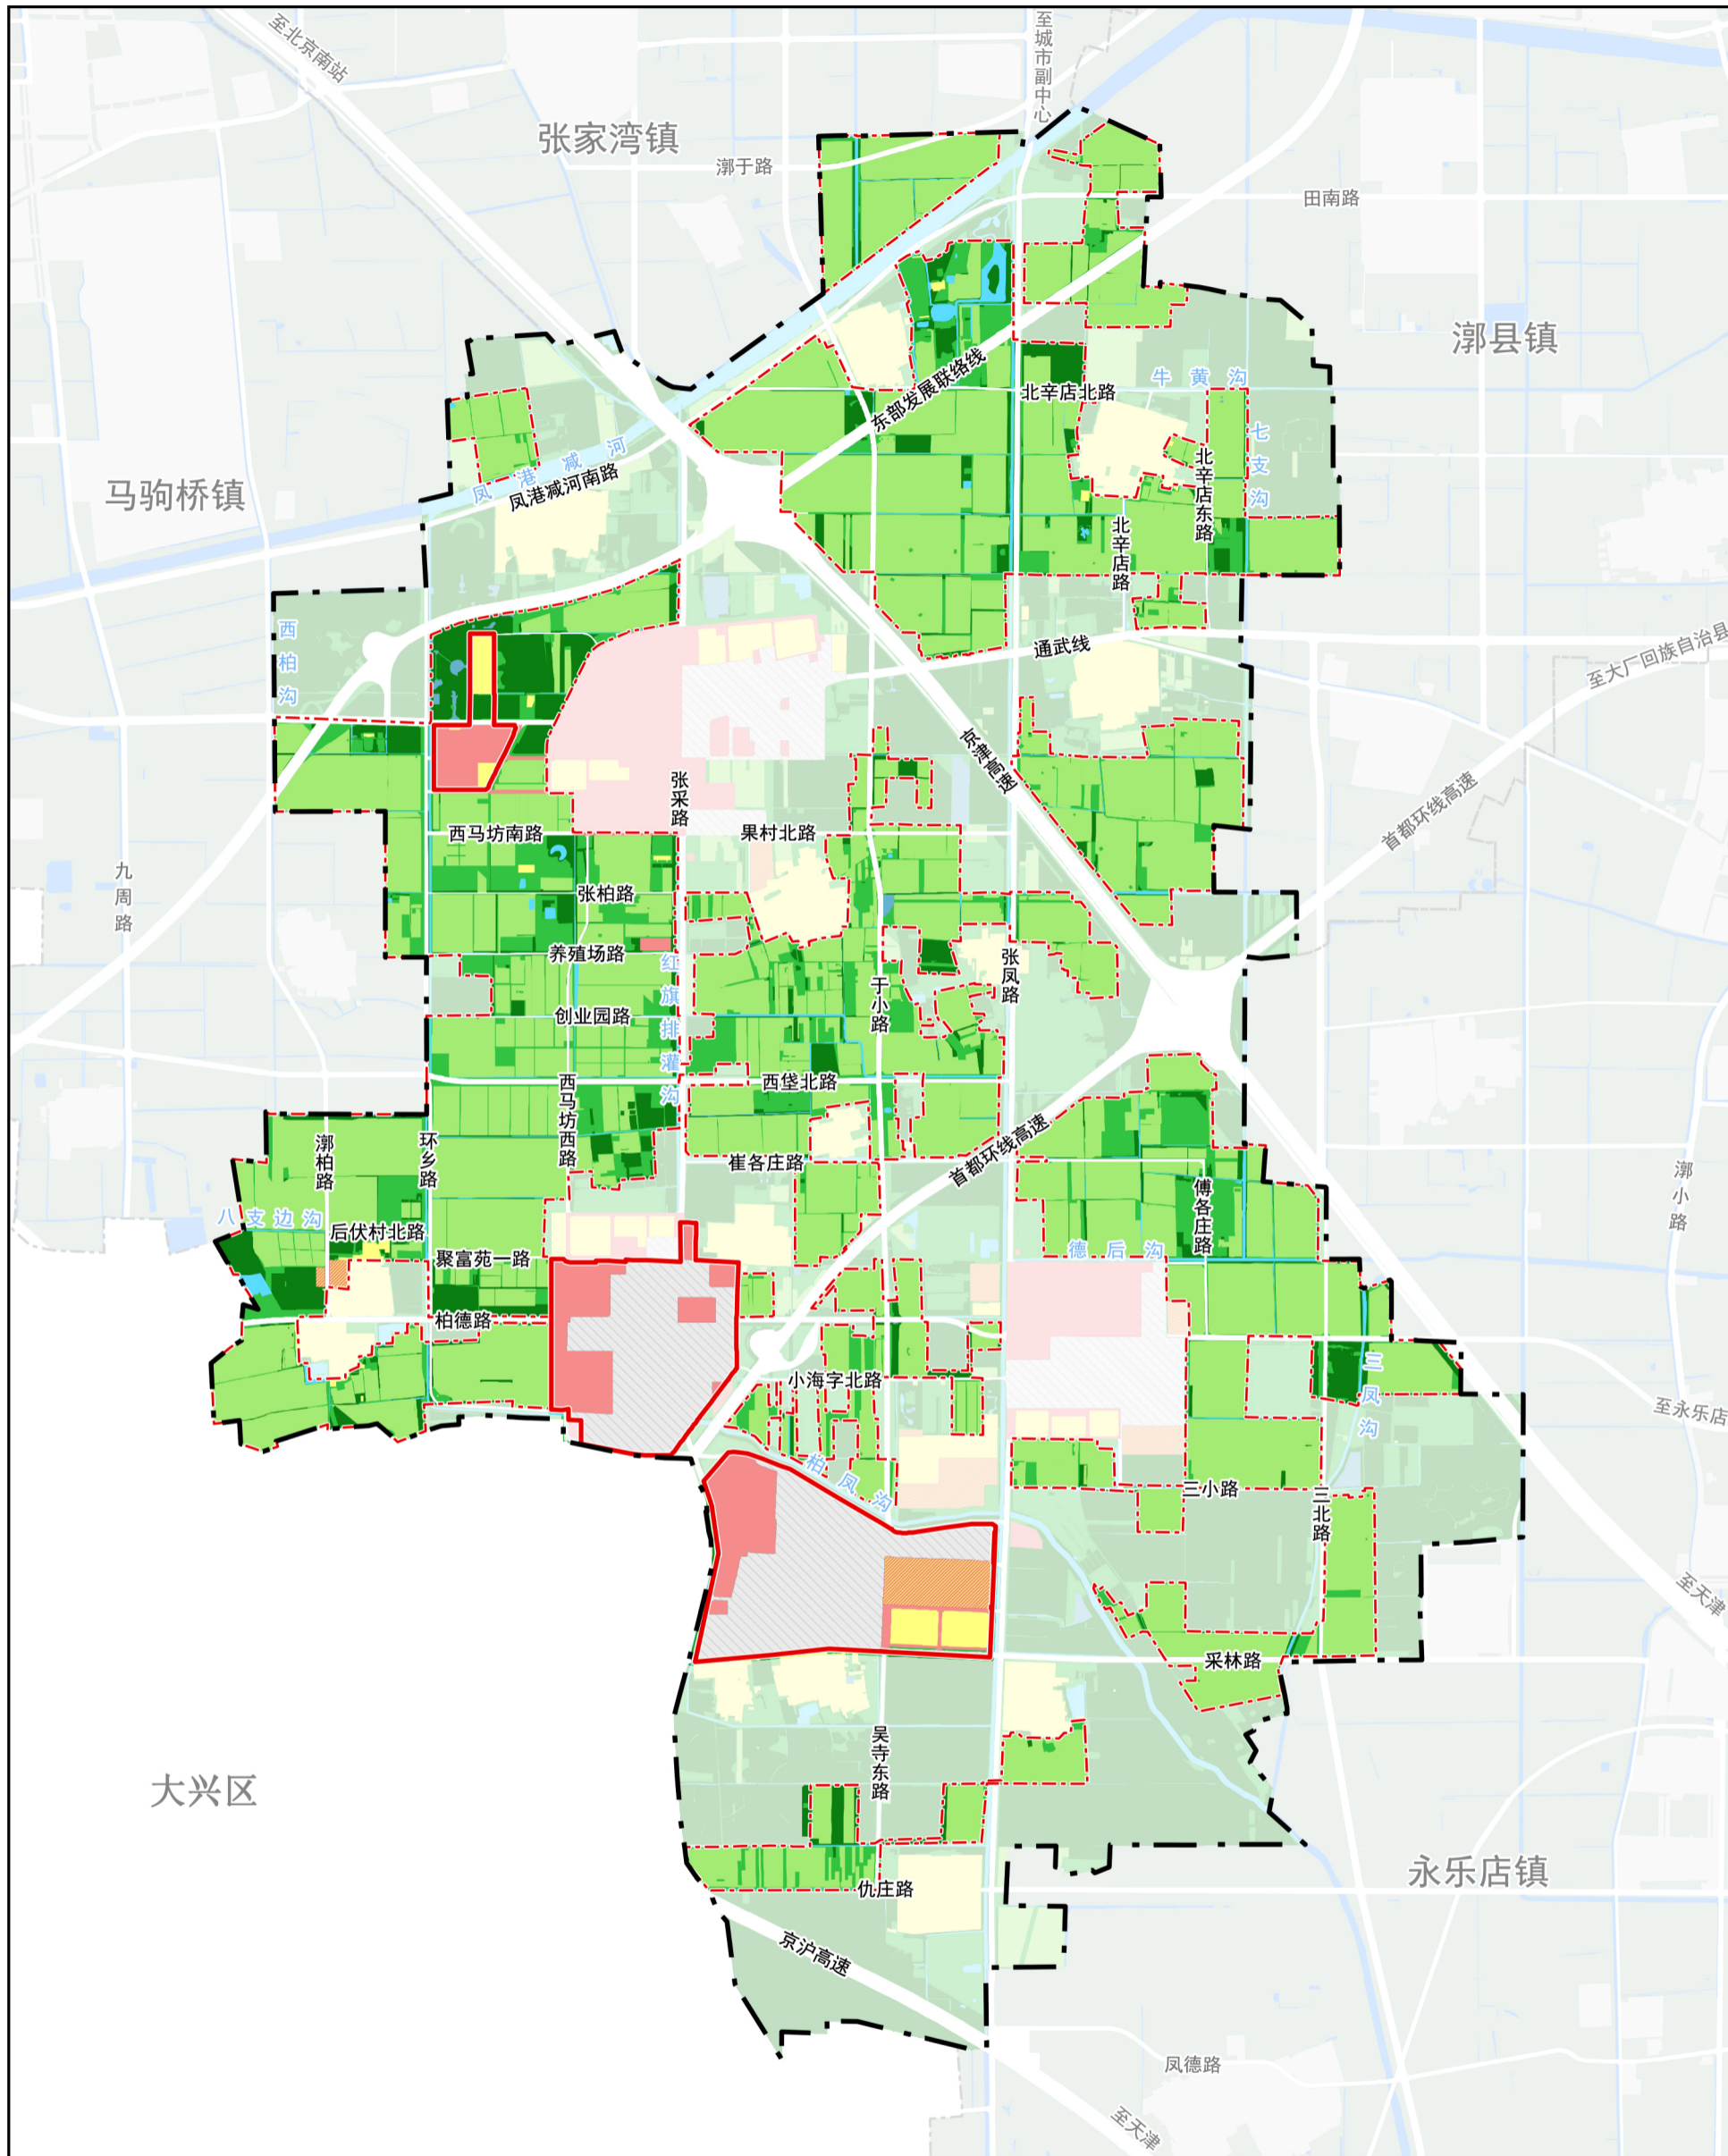 至北京南站
至城市副中心
张家湾镇
漷于路
田南路
漷县镇
牛黄沟
北辛店北路
东部发展联络线
七支沟
凤港减河
凤港减河南路
马驹桥镇
北辛店东路
北辛店路
西柏沟
通武线
至大厂回族自治县
京津高速
首都环线高速
张采路
西马坊南路
果村北路
九周路
张柏路
养殖场路
红旗排灌沟
张凤路
于小路
创业园路
西垡北路
西马坊西路
漷柏路
环乡路
崔各庄路
首都环线高速
漷小路
傅各庄路
八支边沟
后伏村北路
聚富苑一路
德后沟
柏德路
小海字北路
三凤沟
至永乐店
柏凤沟
三小路
三北路
至天津
采林路
吴寺东路
大兴区
永乐店镇
仇庄路
京沪高速
凤德路
至天津